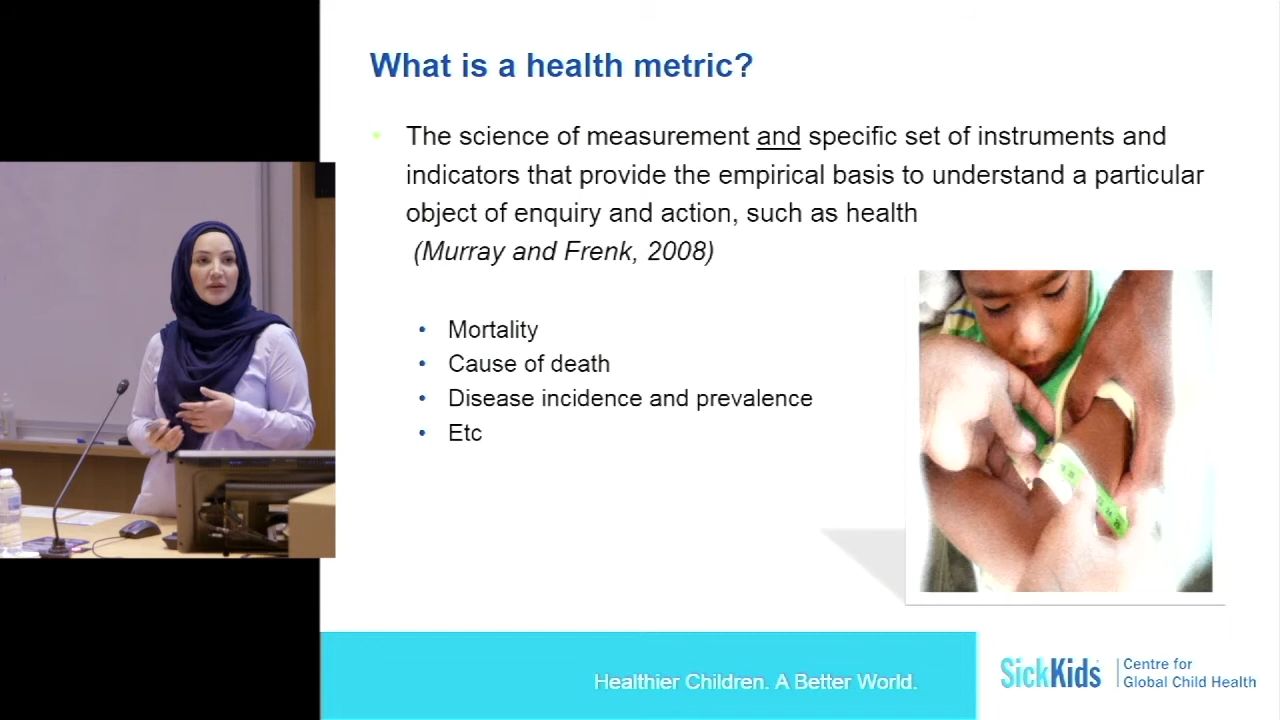 What is a health metric?
• The science of measurement and specific set of instruments and
indicators that provide the empirical basis to understand a particular
object of enquiry and action, such as health
(Murray and Frenk, 2008)
• Mortality
• Cause of death
• Disease incidence and prevalence
• Etc
Healthier Children. A Better World.
SickKids
Centre for
Global Child Health